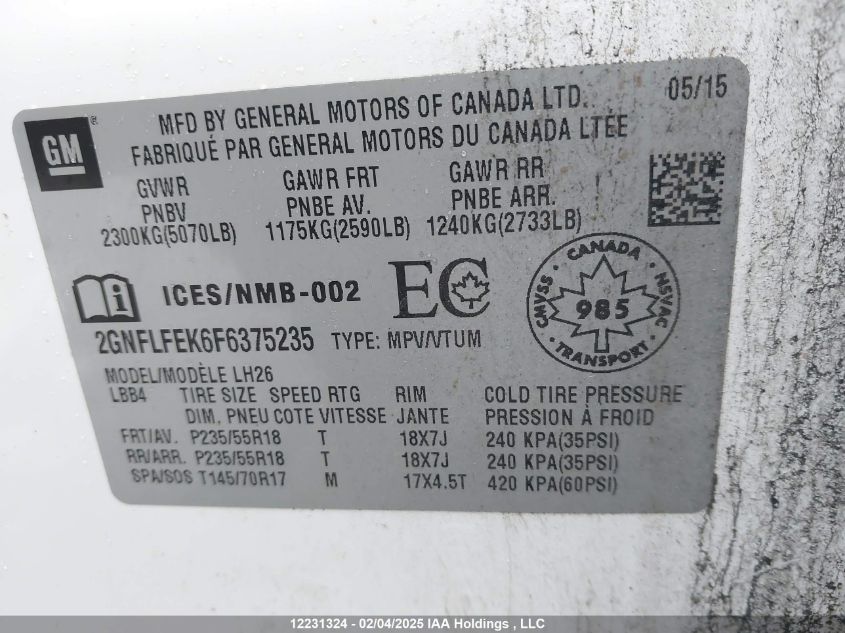 MFD BY GENERAL MOTORS OF CANADA LTD. 05/15
FABRIQUÉ PAR GENERAL MOTORS DU CANADA LTÉE
GM
GVWR GAWR FRT GAWR RR
PNBV PNBE AV. PNBE ARR.
2300KG(5070LB) 1175KG(2590LB) 1240KG(2733LB)
i ICES/NMB-002 EC
CANADA
CMVSS 985 NSVAC
TRANSPORT
2GNFLFEK6F6375235 TYPE: MPV/VTUM
MODEL/MODÈLE LH26
LBB4 TIRE SIZE SPEED RTG RIM COLD TIRE PRESSURE
DIM. PNEU COTE VITESSE JANTE PRESSION À FROID
FRT/AV. P235/55R18 T 18X7J 240 KPA(35PSI)
RR/ARR. P235/55R18 T 18X7J 240 KPA(35PSI)
SPA/SOS T145/70R17 M 17X4.5T 420 KPA(60PSI)
12231324 - 02/04/2025 IAA Holdings , LLC